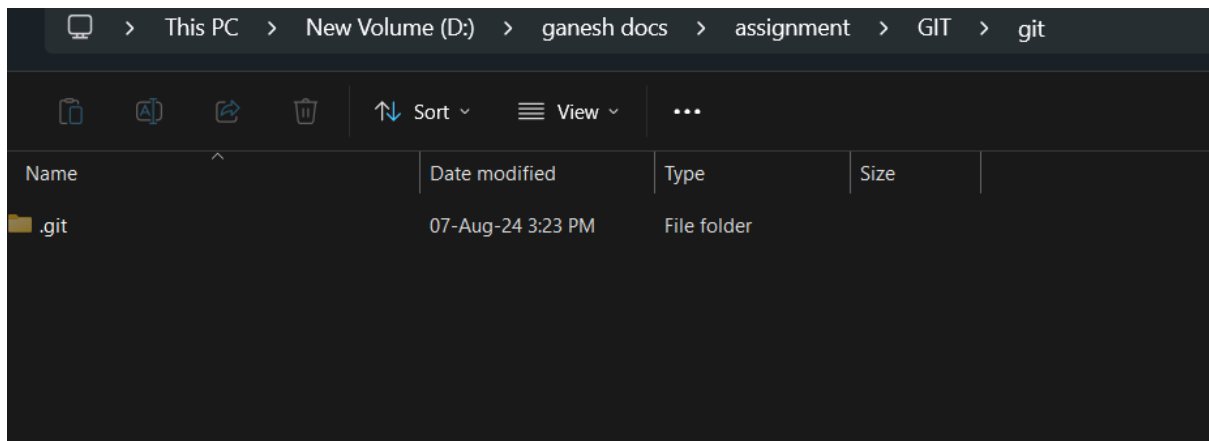 This PC > New Volume (D:) > ganesh docs > assignment > GIT > git
Sort View ...
Name Date modified Type Size
.git 07-Aug-24 3:23 PM File folder